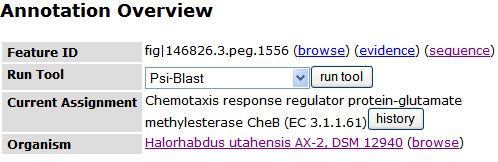 Annotation Overview
Feature ID fig|146826.3.peg.1556 (browse) (evidence) (sequence)
Run Tool Psi-Blast run tool
Current Assignment Chemotaxis response regulator protein-glutamate
methylesterase CheB (EC 3.1.1.61) history
Organism Halorhabdus utahensis AX-2, DSM 12940 (browse)